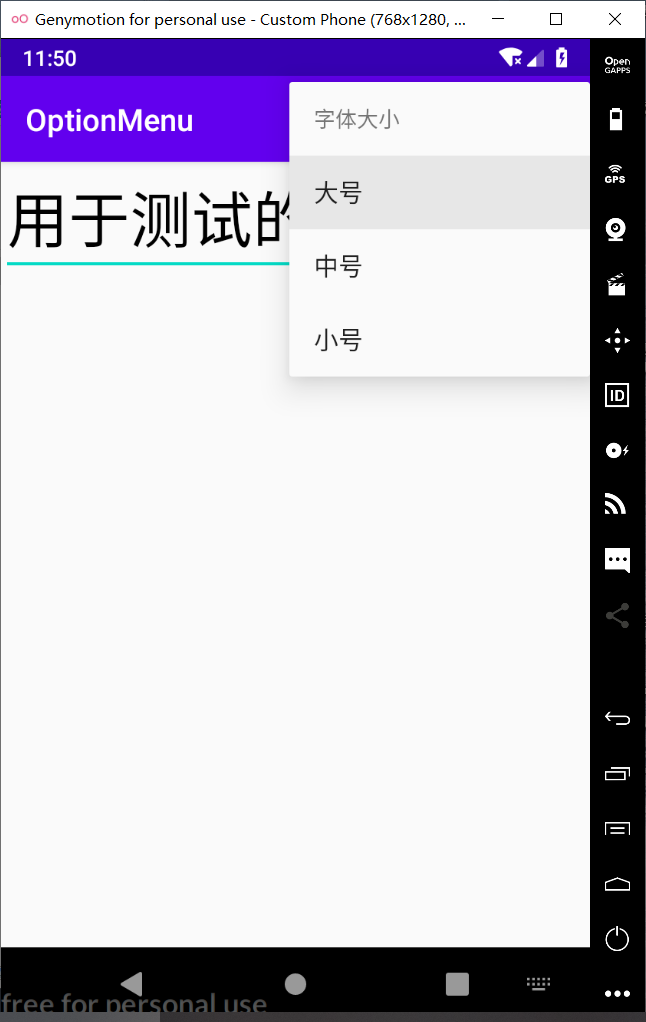 Genymotion for personal use - Custom Phone (768x1280, ...
11:50
Open
GAPPS
OptionMenu
字体大小
GPS
大号
用于测试的
中号
小号
ID
free for personal use